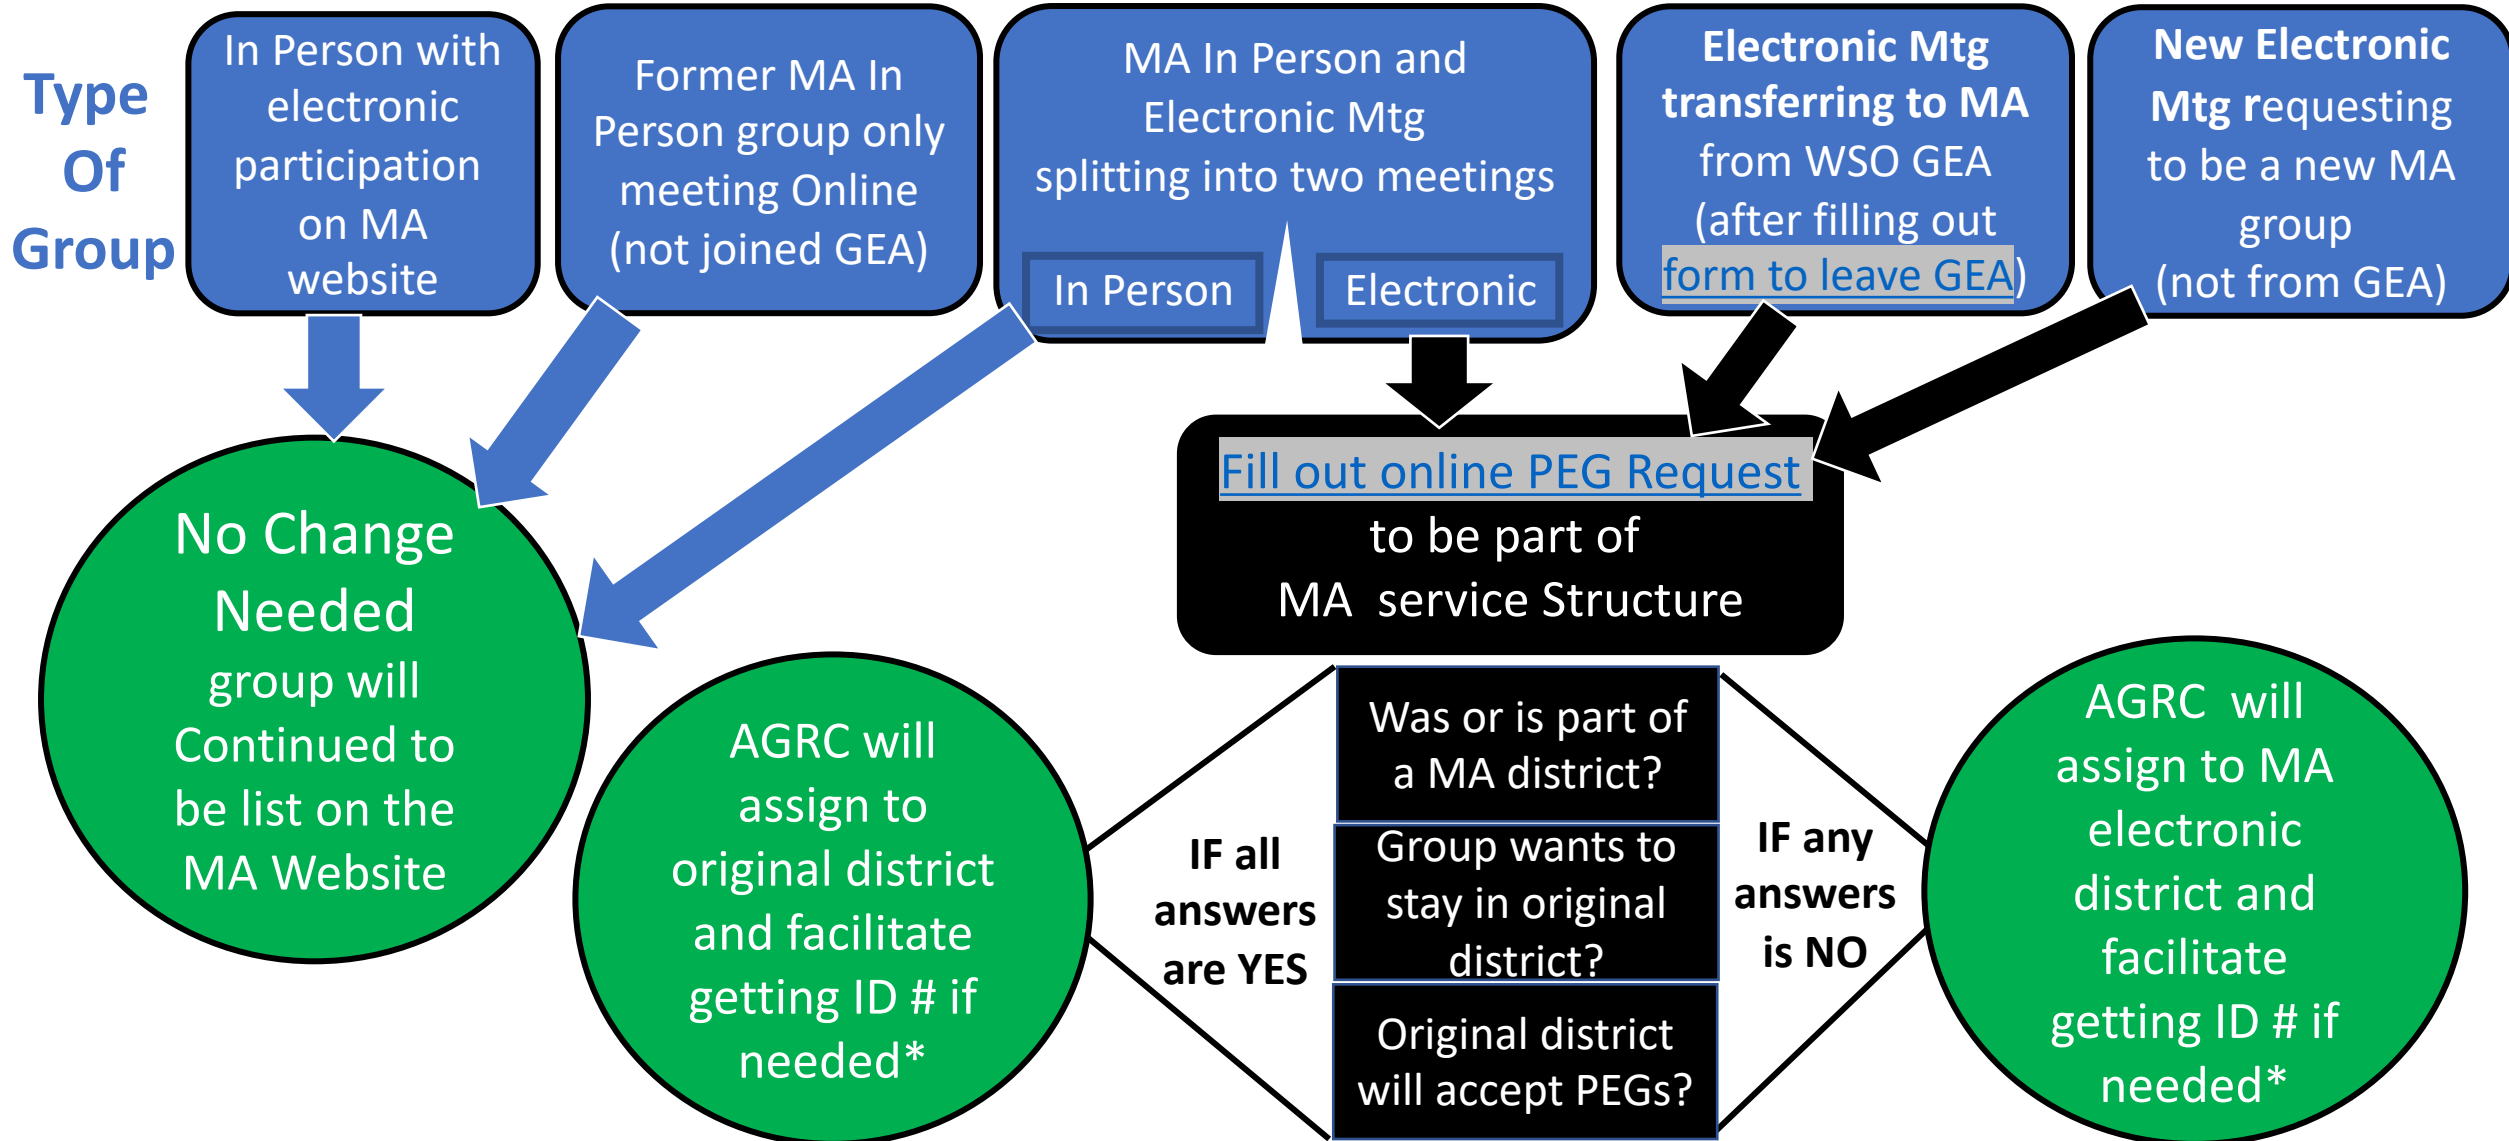 Type
Of
Group
In Person with
electronic
participation
on MA
website
Former MA In
Person group only
meeting Online
(not joined GEA)
MA In Person and
Electronic Mtg
splitting into two meetings
In Person
Electronic
Electronic Mtg
transferring to MA
from WSO GEA
(after filling out
form to leave GEA)
New Electronic
Mtg requesting
to be a new MA
group
(not from GEA)
Fill out online PEG Request
to be part of
MA service Structure
No Change
Needed
group will
Continued to
be list on the
MA Website
AGRC will
assign to
original district
and facilitate
getting ID # if
needed*
IF all
answers
are YES
Was or is part of
a MA district?
Group wants to
stay in original
district?
Original district
will accept PEGs?
IF any
answers
is NO
AGRC will
assign to MA
electronic
district and
facilitate
getting ID # if
needed*